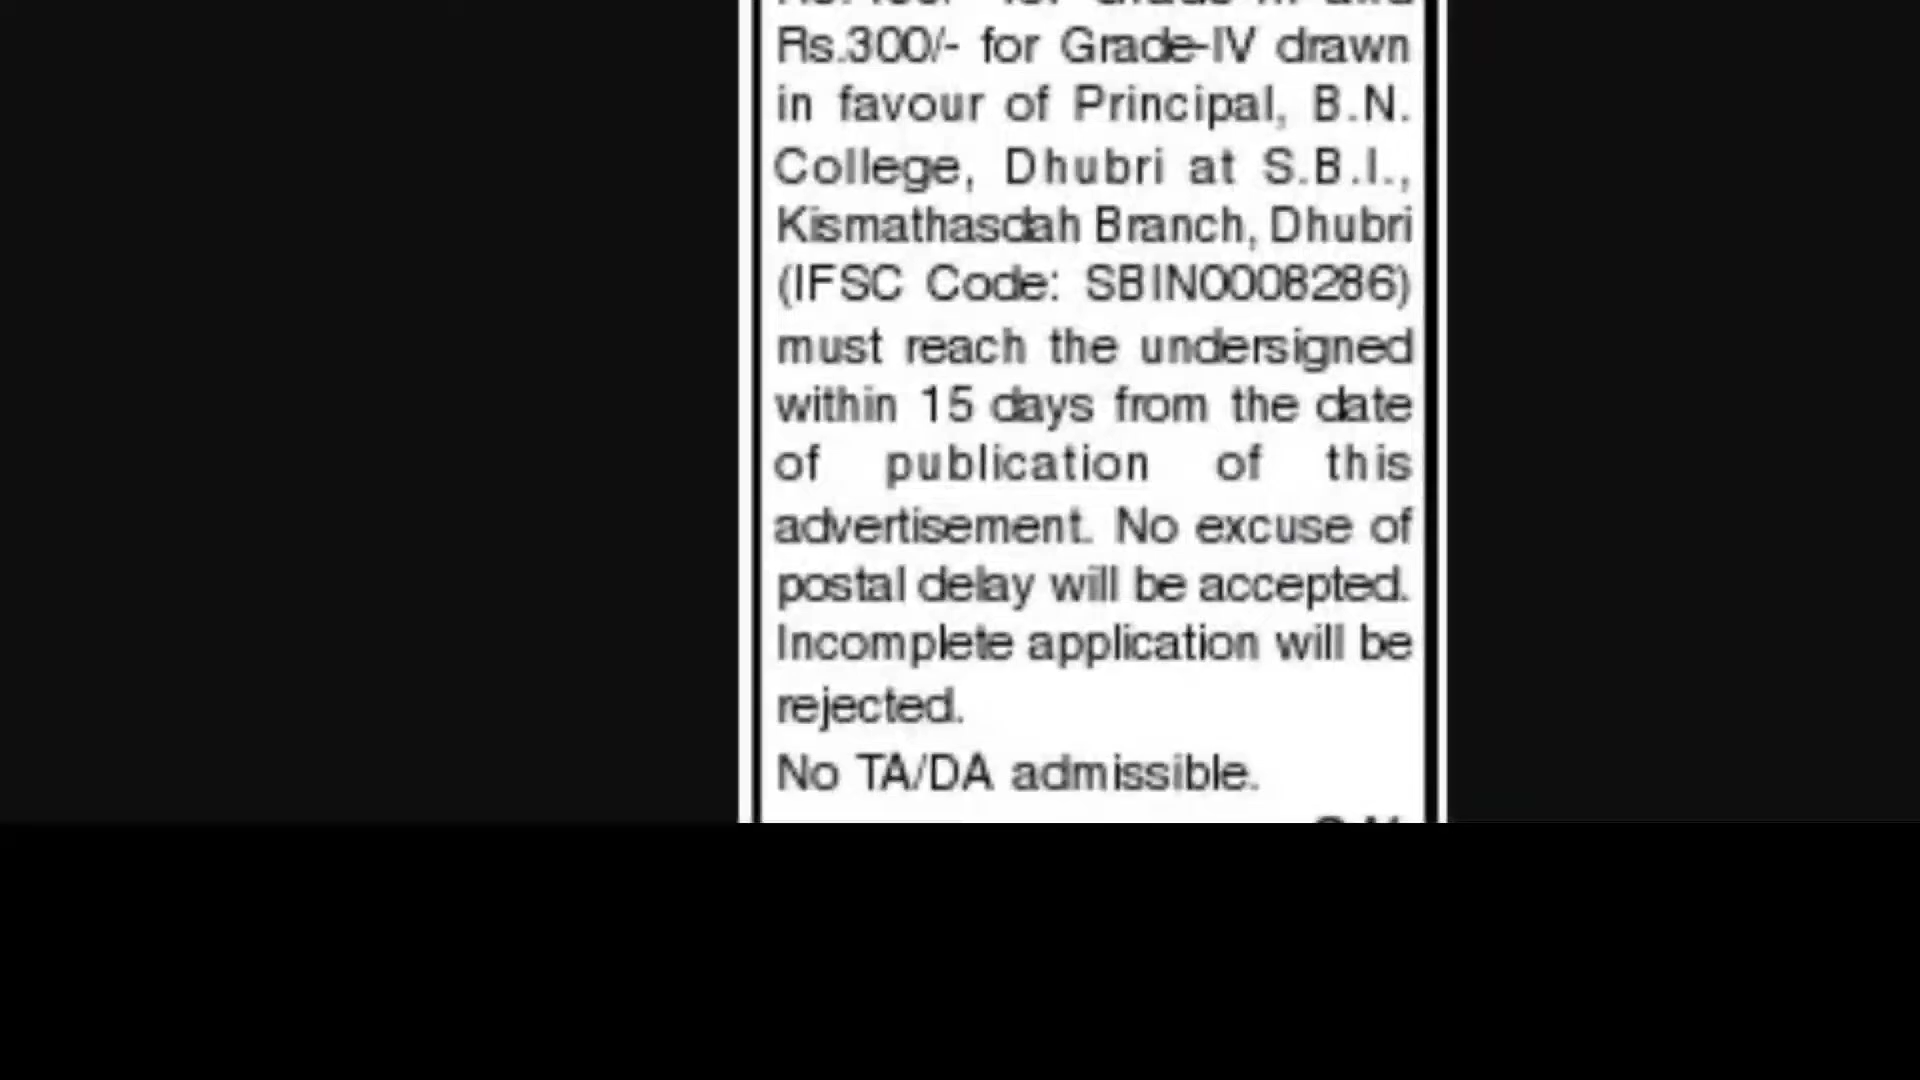 Rs.300/- for Grade-IV drawn
in favour of Principal, B.N.
College, Dhubri at S.B.I.,
Kismathasdah Branch, Dhubri
(IFSC Code: SBIN0008286)
must reach the undersigned
within 15 days from the date
of publication of this
advertisement. No excuse of
postal delay will be accepted.
Incomplete application will be
rejected.
No TA/DA admissible.